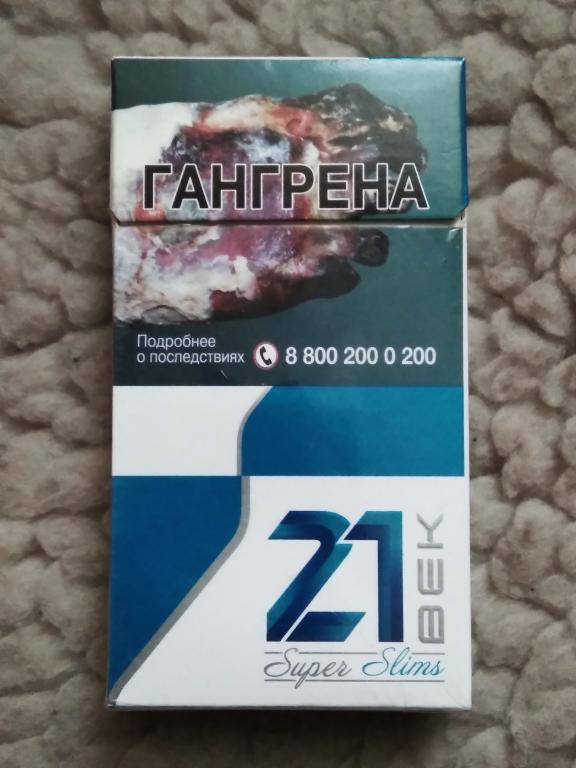 ГАНГРЕНА
Подробнее
о последствиях 8 800 200 0 200
21 ВЕК
Super Slims